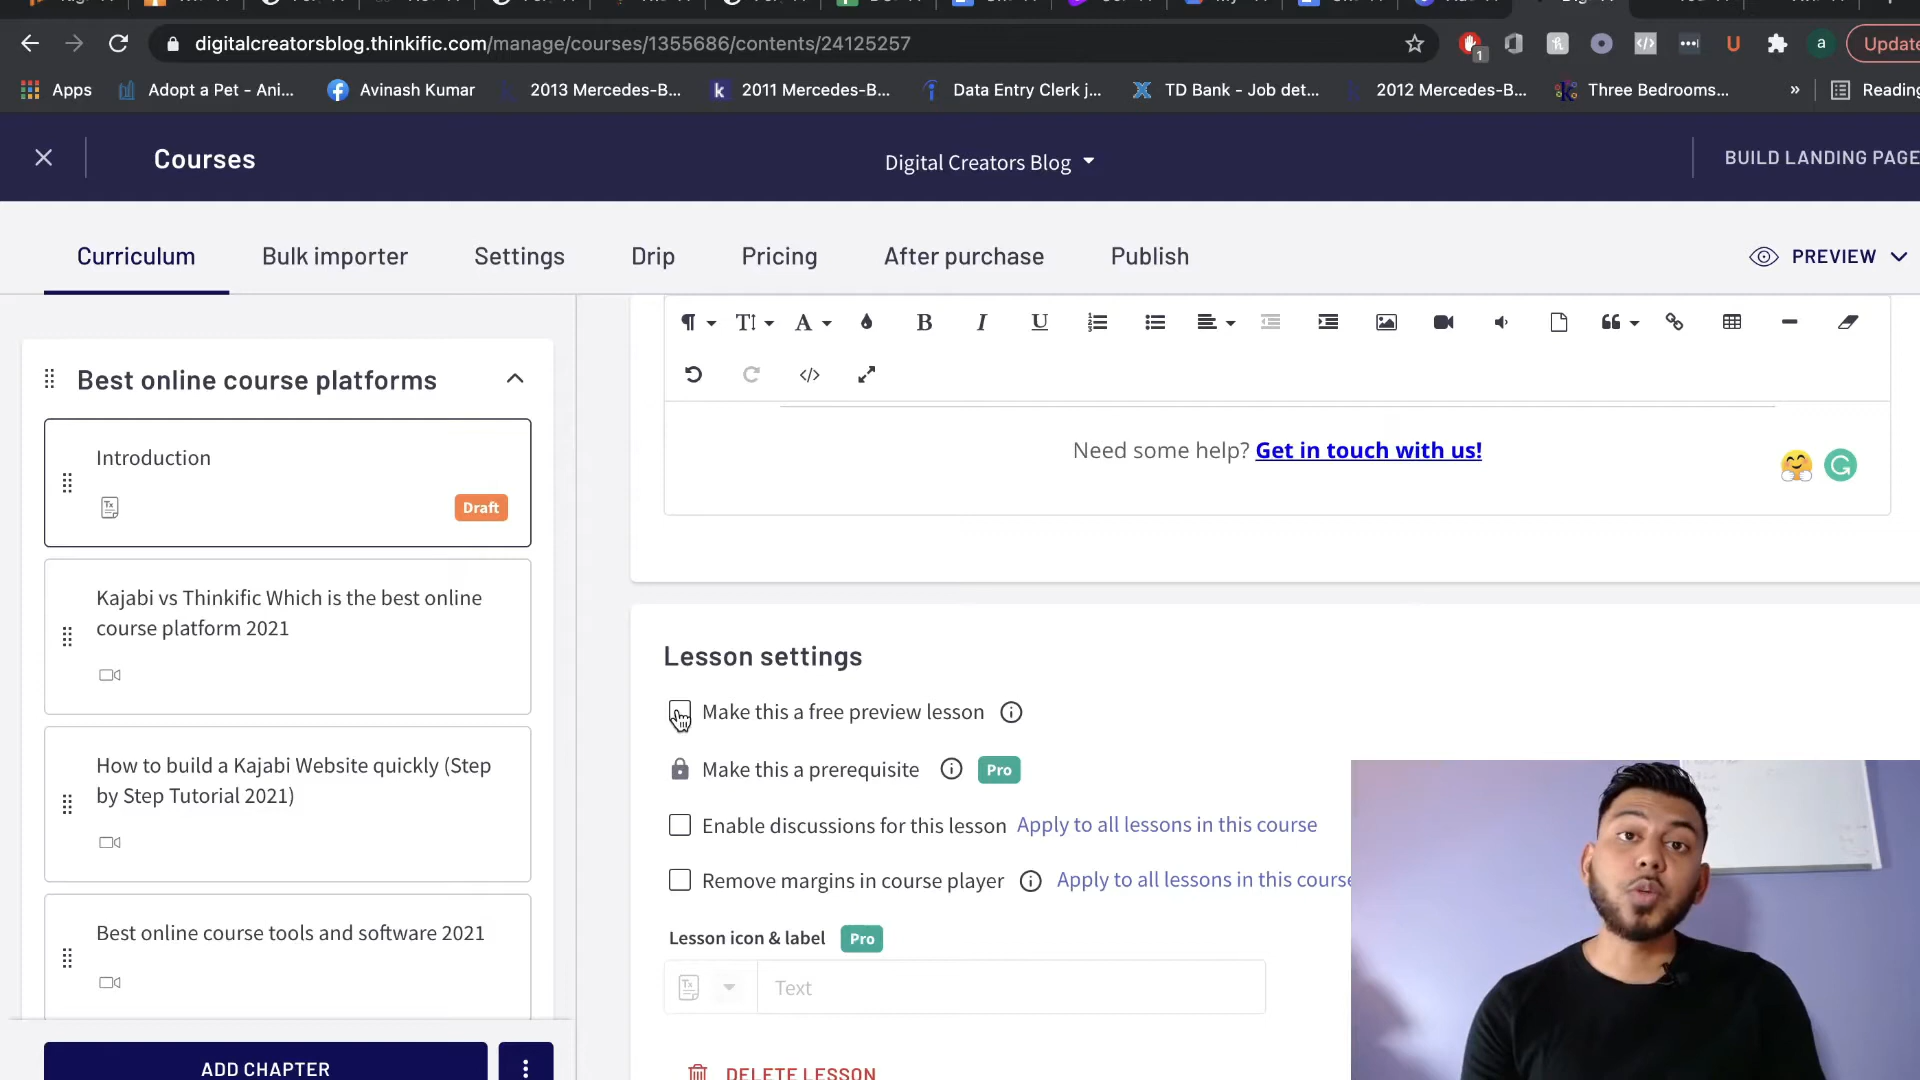 digitalcreatorsblog.thinkific.com/manage/courses/1355686/contents/24125257
1
a
Update
Apps
Adopt a Pet - Ani...
Avinash Kumar
2013 Mercedes-B...
k
2011 Mercedes-B...
Data Entry Clerk j...
TD Bank - Job det...
2012 Mercedes-B...
Three Bedrooms...
»
Reading
Courses
Digital Creators Blog
BUILD LANDING PAGE
Curriculum
Bulk importer
Settings
Drip
Pricing
After purchase
Publish
PREVIEW
Best online course platforms
Introduction
Draft
Kajabi vs Thinkific Which is the best online
course platform 2021
How to build a Kajabi Website quickly (Step
by Step Tutorial 2021)
Best online course tools and software 2021
ADD CHAPTER
Need some help? Get in touch with us!
Lesson settings
Make this a free preview lesson
Make this a prerequisite Pro
Enable discussions for this lesson Apply to all lessons in this course
Remove margins in course player Apply to all lessons in this course
Lesson icon & label Pro
Text
DELETE LESSON